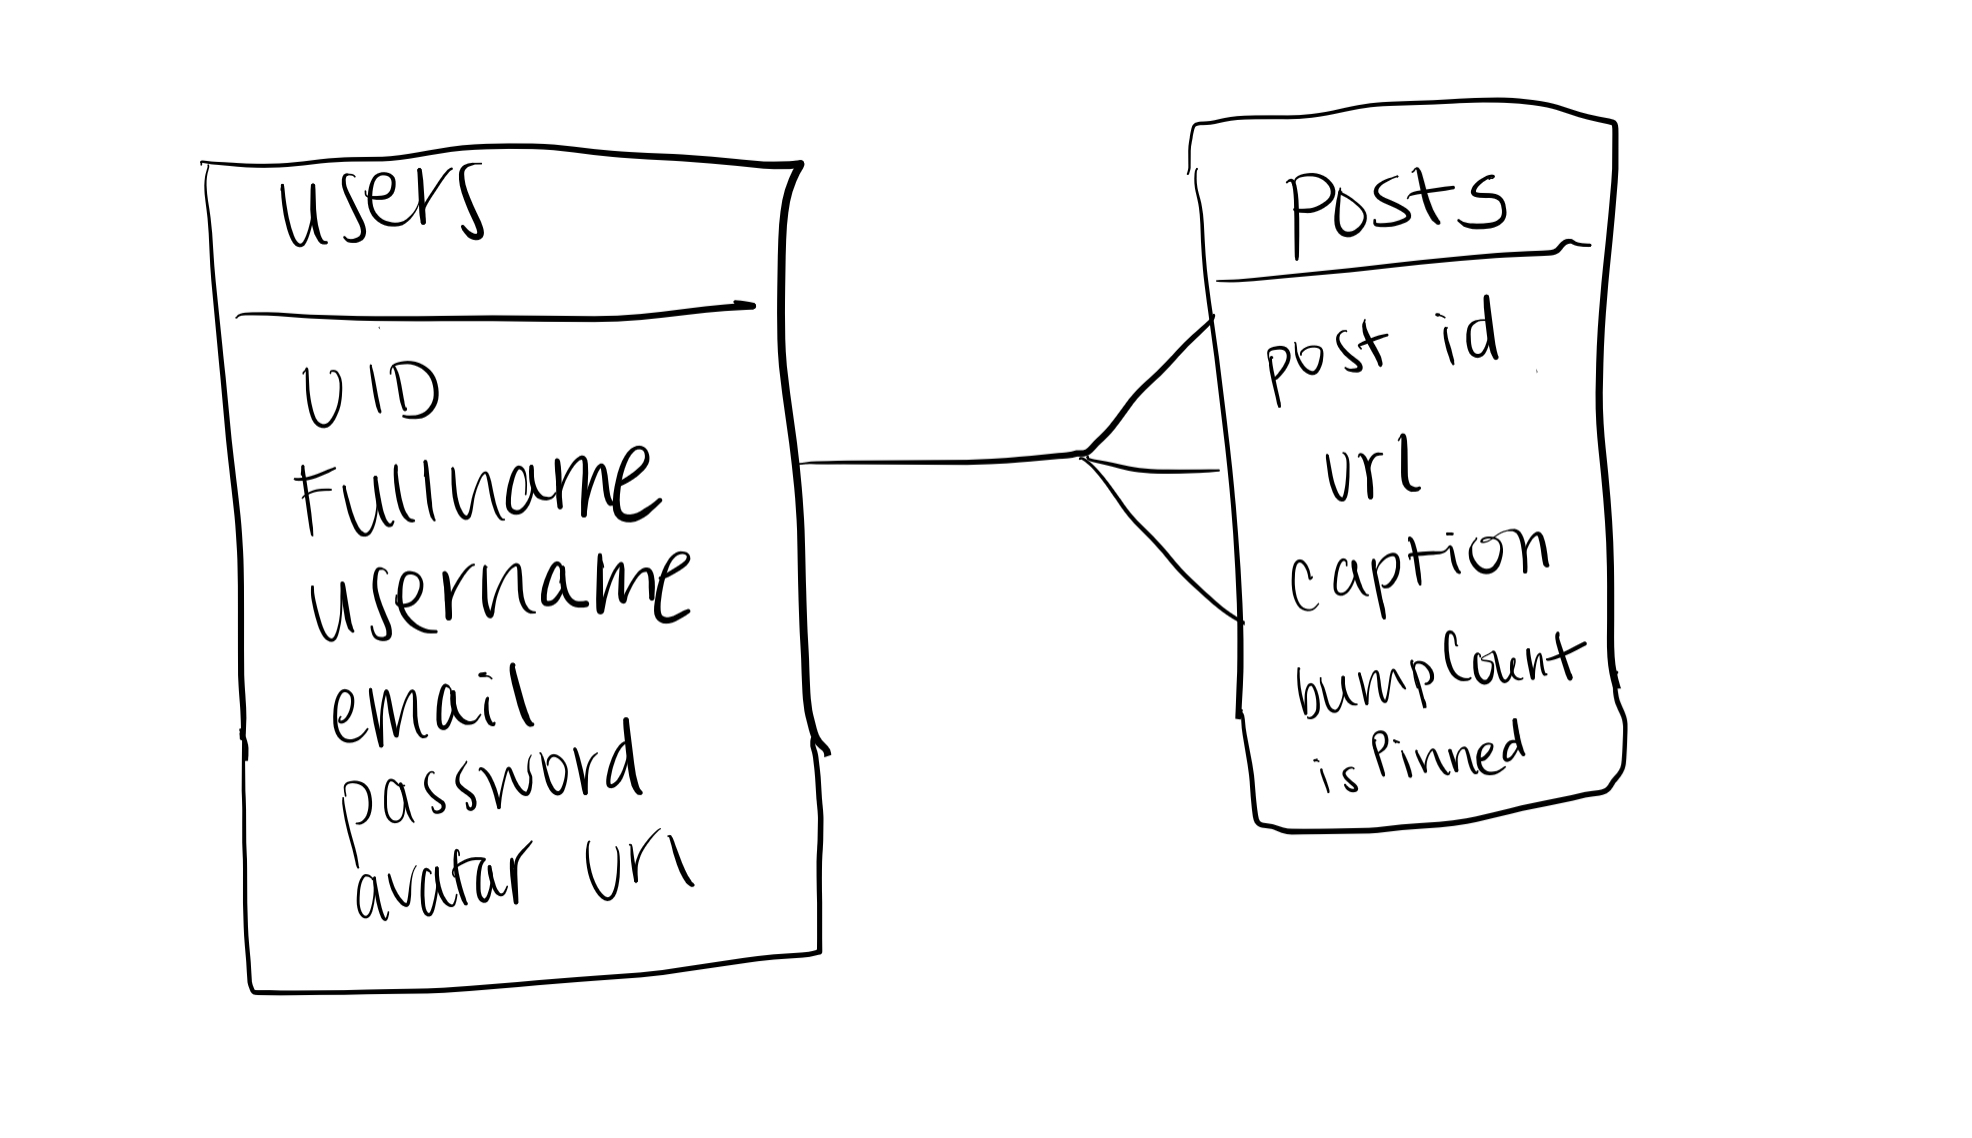 users
UID
Fullname
username
email
password
avatar url
Posts
post id
url
caption
bumpCount
isPinned